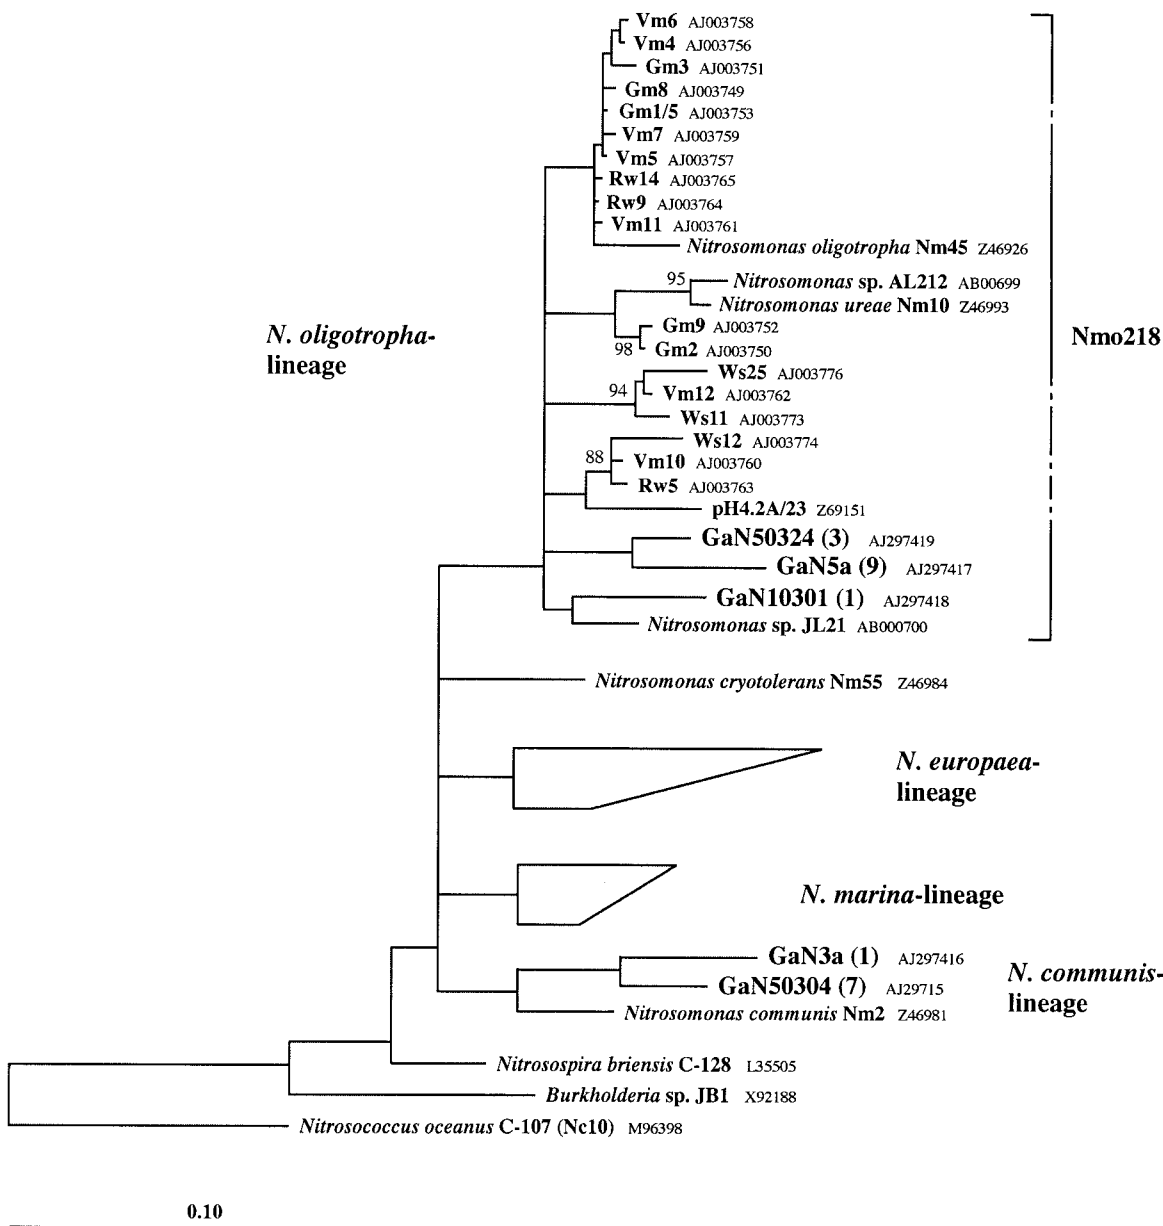 Vm6 AJ003758
Vm4 AJ003756
Gm3 AJ003751
Gm8 AJ003749
Gm1/5 AJ003753
Vm7 AJ003759
Vm5 AJ003757
Rw14 AJ003765
Rw9 AJ003764
Vm11 AJ003761
Nitrosomonas oligotropha Nm45 Z46926
95
Nitrosomonas sp. AL212 AB00699
Nitrosomonas ureae Nm10 Z46993
Gm9 AJ003752
98
Gm2 AJ003750
N. oligotropha-
lineage
Nmo218
Ws25 AJ003776
94
Vm12 AJ003762
Ws11 AJ003773
Ws12 AJ003774
88
Vm10 AJ003760
Rw5 AJ003763
pH4.2A/23 Z69151
GaN50324 (3) AJ297419
GaN5a (9) AJ297417
GaN10301 (1) AJ297418
Nitrosomonas sp. JL21 AB000700
Nitrosomonas cryotolerans Nm55 Z46984
N. europaea-
lineage
N. marina-lineage
GaN3a (1) AJ297416
GaN50304 (7) AJ29715
Nitrosomonas communis Nm2 Z46981
N. communis-
lineage
Nitrosospira briensis C-128 L35505
Burkholderia sp. JB1 X92188
Nitrosococcus oceanus C-107 (Nc10) M96398
0.10